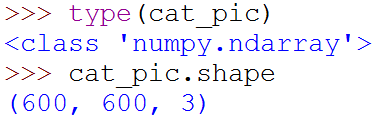 >>> type(cat_pic)
<class 'numpy.ndarray'>
>>> cat_pic.shape
(600, 600, 3)